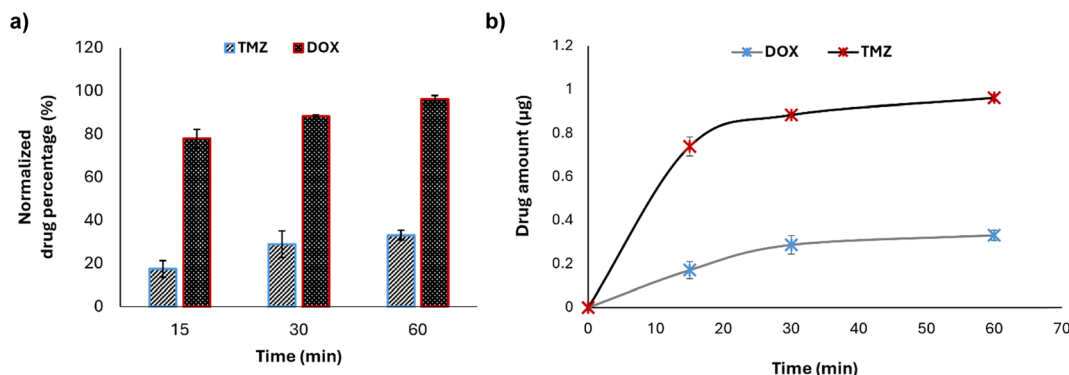 a)
TMZ DOX
Normalized
drug percentage (%)
120
100
80
60
40
20
0
15 30 60
Time (min)
b)
DOX TMZ
Drug amount (µg)
1.2
1
0.8
0.6
0.4
0.2
0
0 10 20 30 40 50 60 70
Time (min)